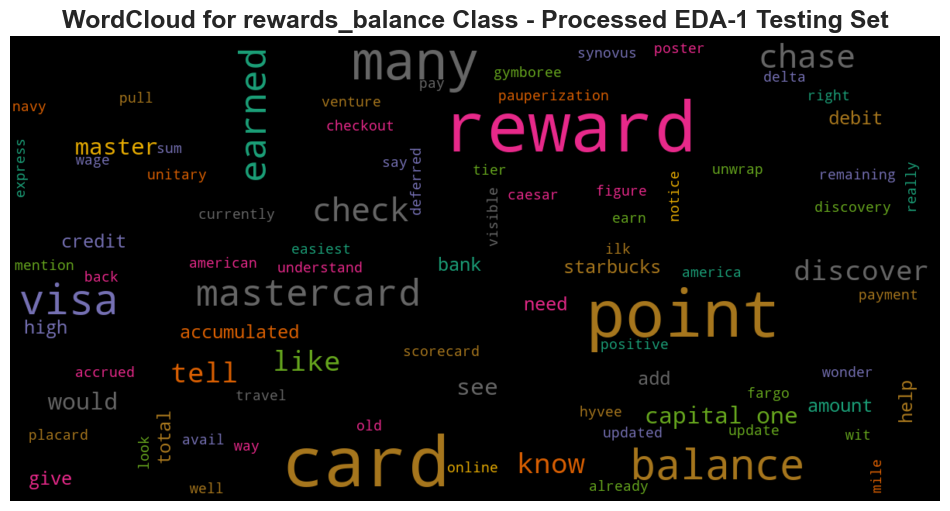 WordCloud for rewards_balance Class - Processed EDA-1 Testing Set
many
earned
synovus
poster
chase
gymboree
delta
pay
navy
pull
venture
pauperization
right
reward
checkout
debit
master
sum
wage
say
express
unitary
deferred
tier
unwrap
remaining
really
caesar
figure
notice
visible
currently
check
earn
discovery
credit
easiest
ilk
mention
american
understand
bank
starbucks
america
discover
back
visa
mastercard
need
point
payment
high
accumulated
positive
like
scorecard
accrued
tell
see
add
wonder
travel
fargo
would
hyvee
capital one
amount
help
total
old
placard
look
avail
way
updated
update
wit
card
online
know
balance
give
well
already
mile